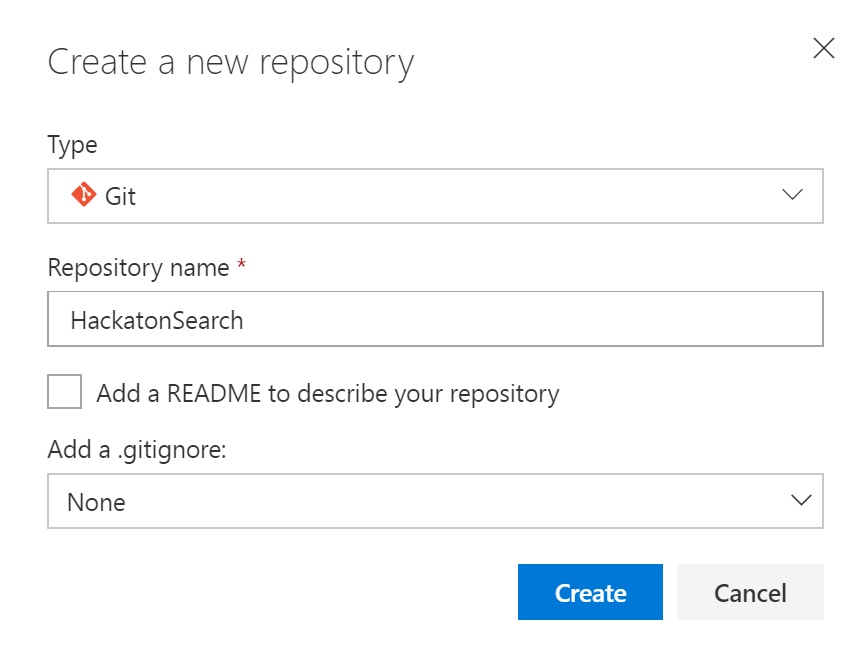 Create a new repository
Type
Git
Repository name *
HackatonSearch
Add a README to describe your repository
Add a .gitignore:
None
Create
Cancel